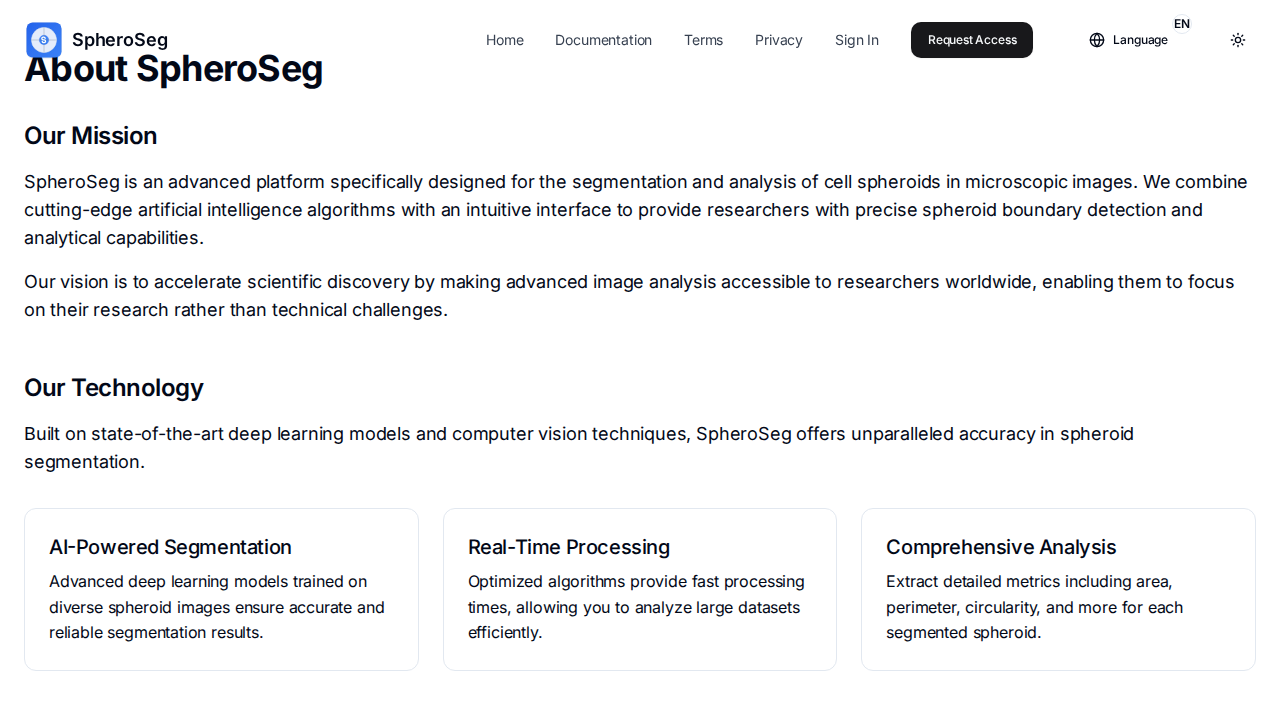 SpheroSeg
Home
Documentation
Terms
Privacy
Sign In
Request Access
Language
EN
About SpheroSeg
Our Mission
SpheroSeg is an advanced platform specifically designed for the segmentation and analysis of cell spheroids in microscopic images. We combine
cutting-edge artificial intelligence algorithms with an intuitive interface to provide researchers with precise spheroid boundary detection and
analytical capabilities.
Our vision is to accelerate scientific discovery by making advanced image analysis accessible to researchers worldwide, enabling them to focus
on their research rather than technical challenges.
Our Technology
Built on state-of-the-art deep learning models and computer vision techniques, SpheroSeg offers unparalleled accuracy in spheroid
segmentation.
AI-Powered Segmentation
Advanced deep learning models trained on
diverse spheroid images ensure accurate and
reliable segmentation results.
Real-Time Processing
Optimized algorithms provide fast processing
times, allowing you to analyze large datasets
efficiently.
Comprehensive Analysis
Extract detailed metrics including area,
perimeter, circularity, and more for each
segmented spheroid.